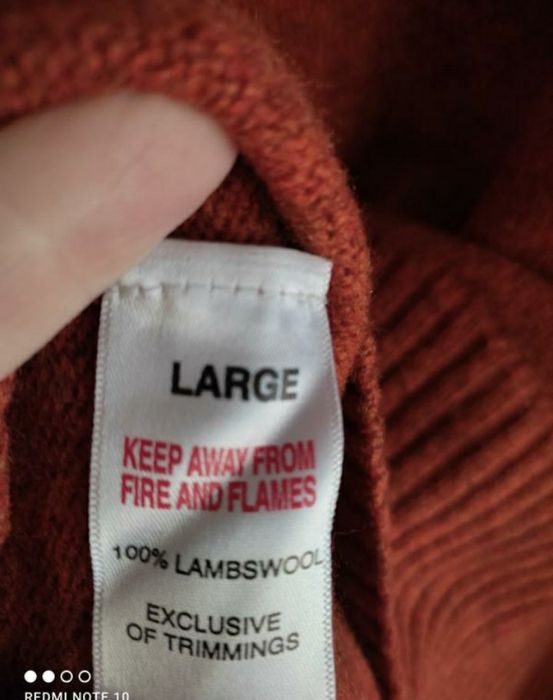 LARGE
KEEP AWAY FROM
FIRE AND FLAMES
100% LAMBSWOOL
EXCLUSIVE
OF TRIMMINGS
REDMI NOTE 10